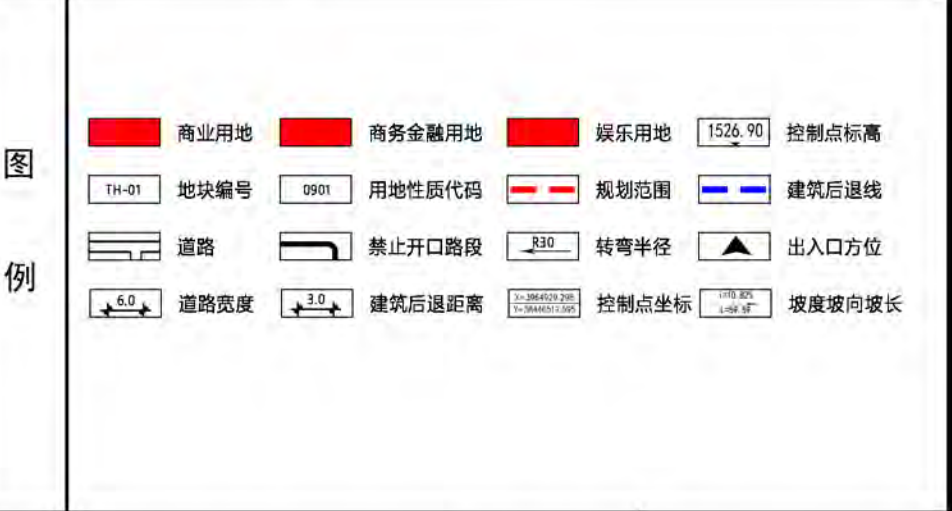 图例
商业用地 商务金融用地 娱乐用地 1526.90 控制点标高
TH-01 地块编号 0901 用地性质代码 规划范围 建筑后退线
道路 禁止开口路段 R30 转弯半径 出入口方位
6.0 道路宽度 3.0 建筑后退距离 控制点坐标 坡度坡向坡长